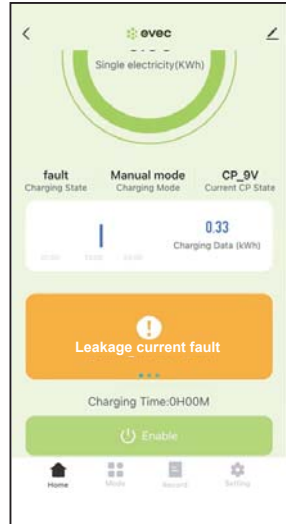 evec
Single electricity(KWh)
fault Manual mode CP_9V
Charging State Charging Mode Current CP State
0.33
Charging Data (kWh)
Leakage current fault
Charging Time:0H00M
Enable
Home Mode Record Setting